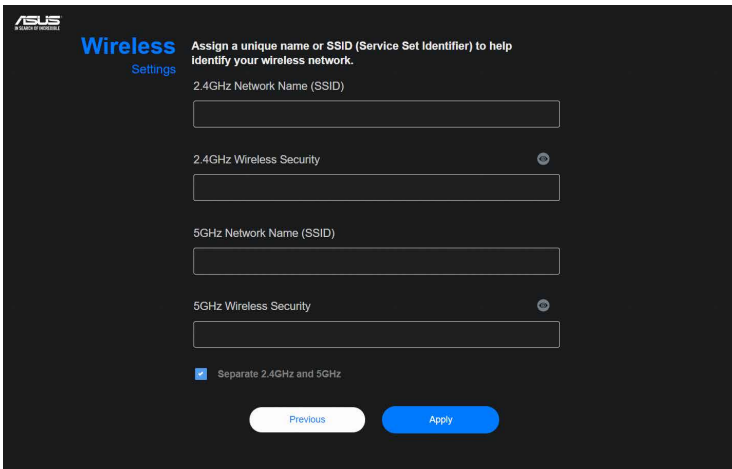 ASUS
IN SEARCH OF INCREDIBLE
Wireless
Settings
Assign a unique name or SSID (Service Set Identifier) to help
identify your wireless network.
2.4GHz Network Name (SSID)
2.4GHz Wireless Security
5GHz Network Name (SSID)
5GHz Wireless Security
Separate 2.4GHz and 5GHz
Previous
Apply